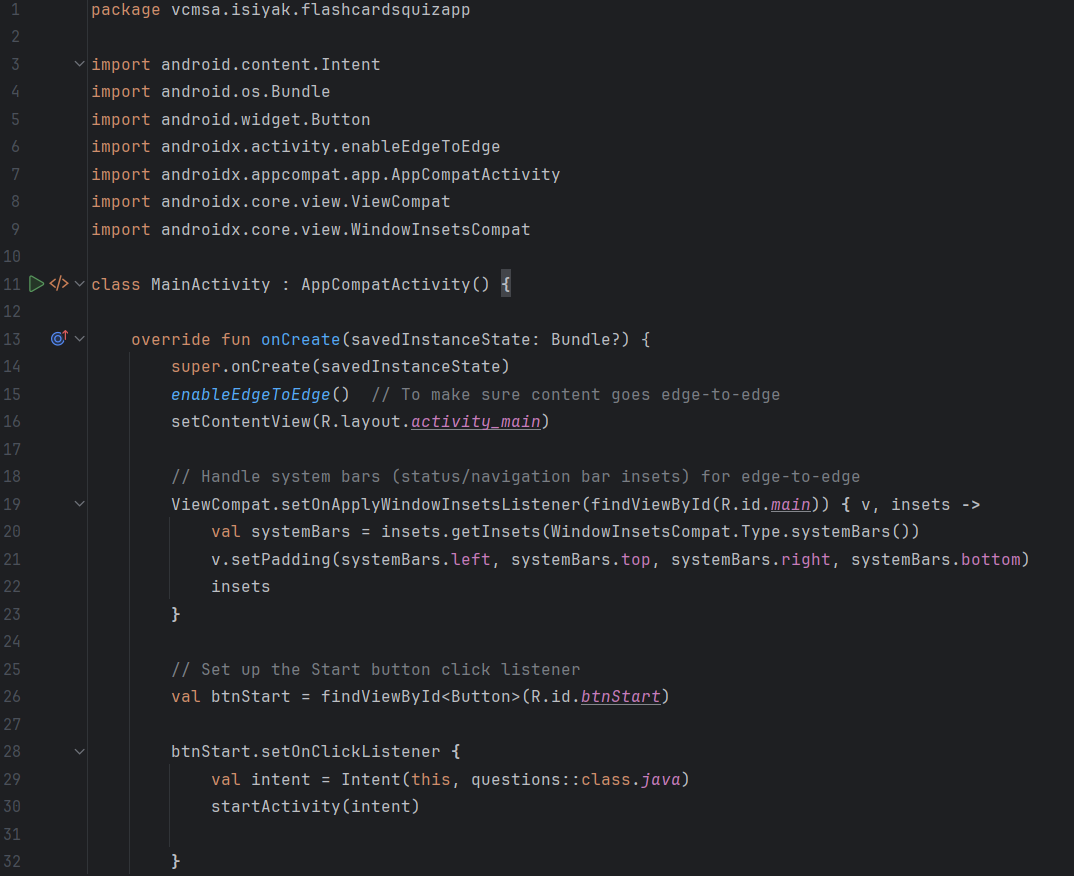 1 package vcmsa.isiyak.flashcardsquizapp
2
3 import android.content.Intent
4 import android.os.Bundle
5 import android.widget.Button
6 import androidx.activity.enableEdgeToEdge
7 import androidx.appcompat.app.AppCompatActivity
8 import androidx.core.view.ViewCompat
9 import androidx.core.view.WindowInsetsCompat
10
11 </> class MainActivity : AppCompatActivity() {
12
13     override fun onCreate(savedInstanceState: Bundle?) {
14         super.onCreate(savedInstanceState)
15         enableEdgeToEdge()  // To make sure content goes edge-to-edge
16         setContentView(R.layout.activity_main)
17
18         // Handle system bars (status/navigation bar insets) for edge-to-edge
19         ViewCompat.setOnApplyWindowInsetsListener(findViewById(R.id.main)) { v, insets ->
20             val systemBars = insets.getInsets(WindowInsetsCompat.Type.systemBars())
21             v.setPadding(systemBars.left, systemBars.top, systemBars.right, systemBars.bottom)
22             insets
23         }
24
25         // Set up the Start button click listener
26         val btnStart = findViewById<Button>(R.id.btnStart)
27
28         btnStart.setOnClickListener {
29             val intent = Intent(this, questions::class.java)
30             startActivity(intent)
31
32         }